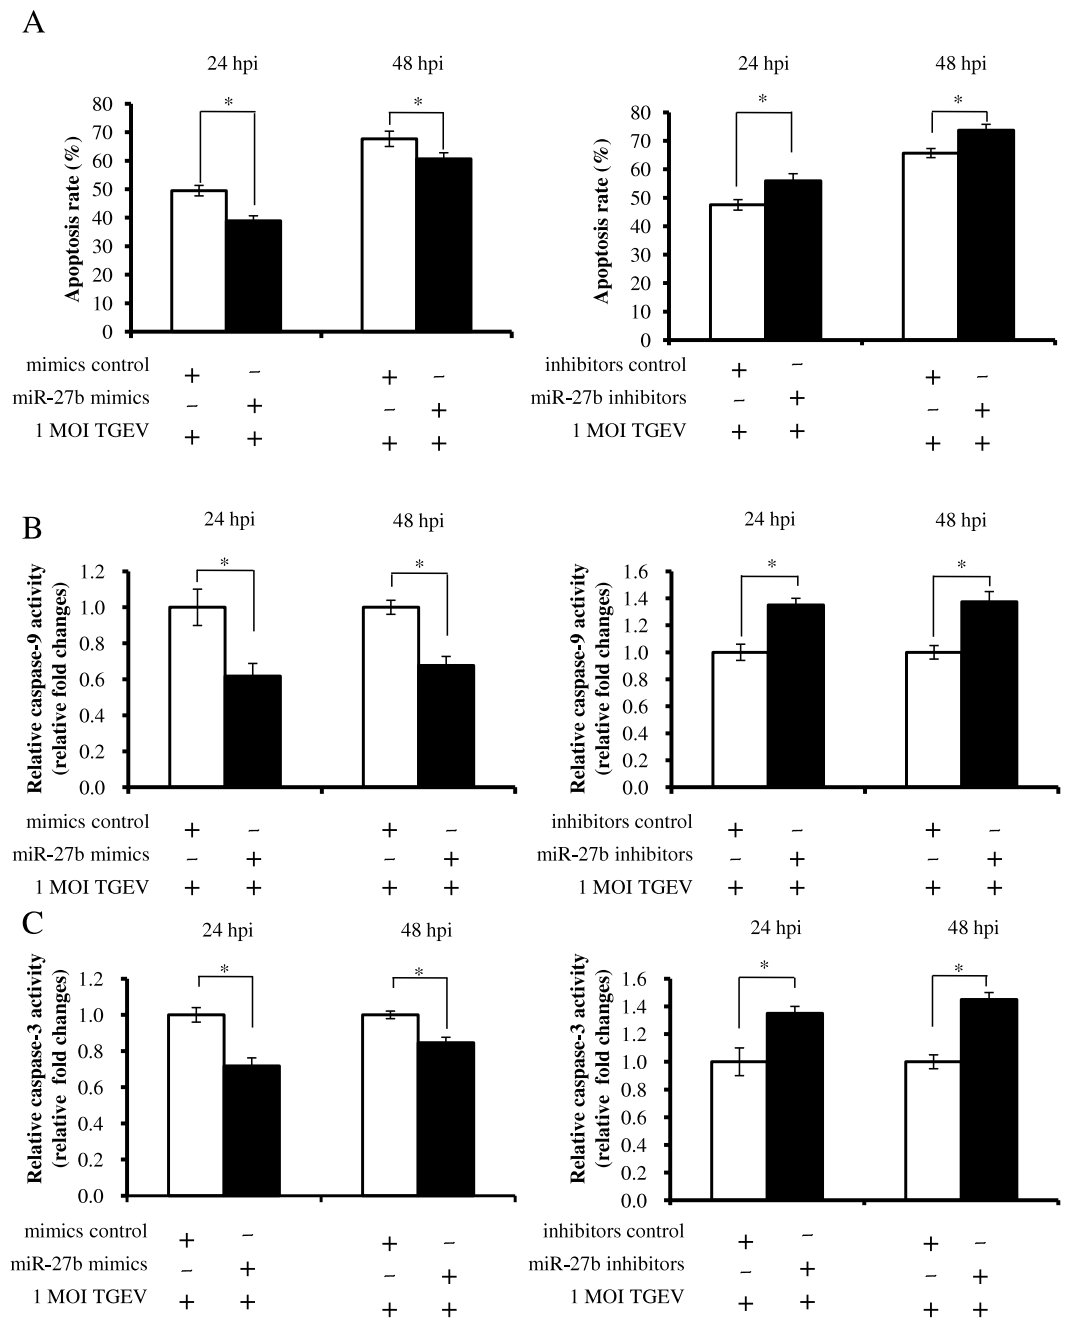 A
24 hpi 48 hpi
*
*
80
70
60
50
40
30
20
10
0
Apoptosis rate (%)
mimics control + – + –
miR-27b mimics – + – +
1 MOI TGEV + + + +
24 hpi 48 hpi
*
*
80
70
60
50
40
30
20
10
0
Apoptosis rate (%)
inhibitors control + – + –
miR-27b inhibitors – + – +
1 MOI TGEV + + + +
B
24 hpi 48 hpi
*
*
1.2
1.0
0.8
0.6
0.4
0.2
0.0
Relative caspase-9 activity
(relative fold changes)
mimics control + – + –
miR-27b mimics – + – +
1 MOI TGEV + + + +
24 hpi 48 hpi
*
*
1.6
1.4
1.2
1.0
0.8
0.6
0.4
0.2
0.0
Relative caspase-9 activity
(relative fold changes)
inhibitors control + – + –
miR-27b inhibitors – + – +
1 MOI TGEV + + + +
C
24 hpi 48 hpi
*
*
1.2
1.0
0.8
0.6
0.4
0.2
0.0
Relative caspase-3 activity
(relative fold changes)
mimics control + – + –
miR-27b mimics – + – +
1 MOI TGEV + + + +
24 hpi 48 hpi
*
*
1.6
1.4
1.2
1.0
0.8
0.6
0.4
0.2
0.0
Relative caspase-3 activity
(relative fold changes)
inhibitors control + – + –
miR-27b inhibitors – + – +
1 MOI TGEV + + + +